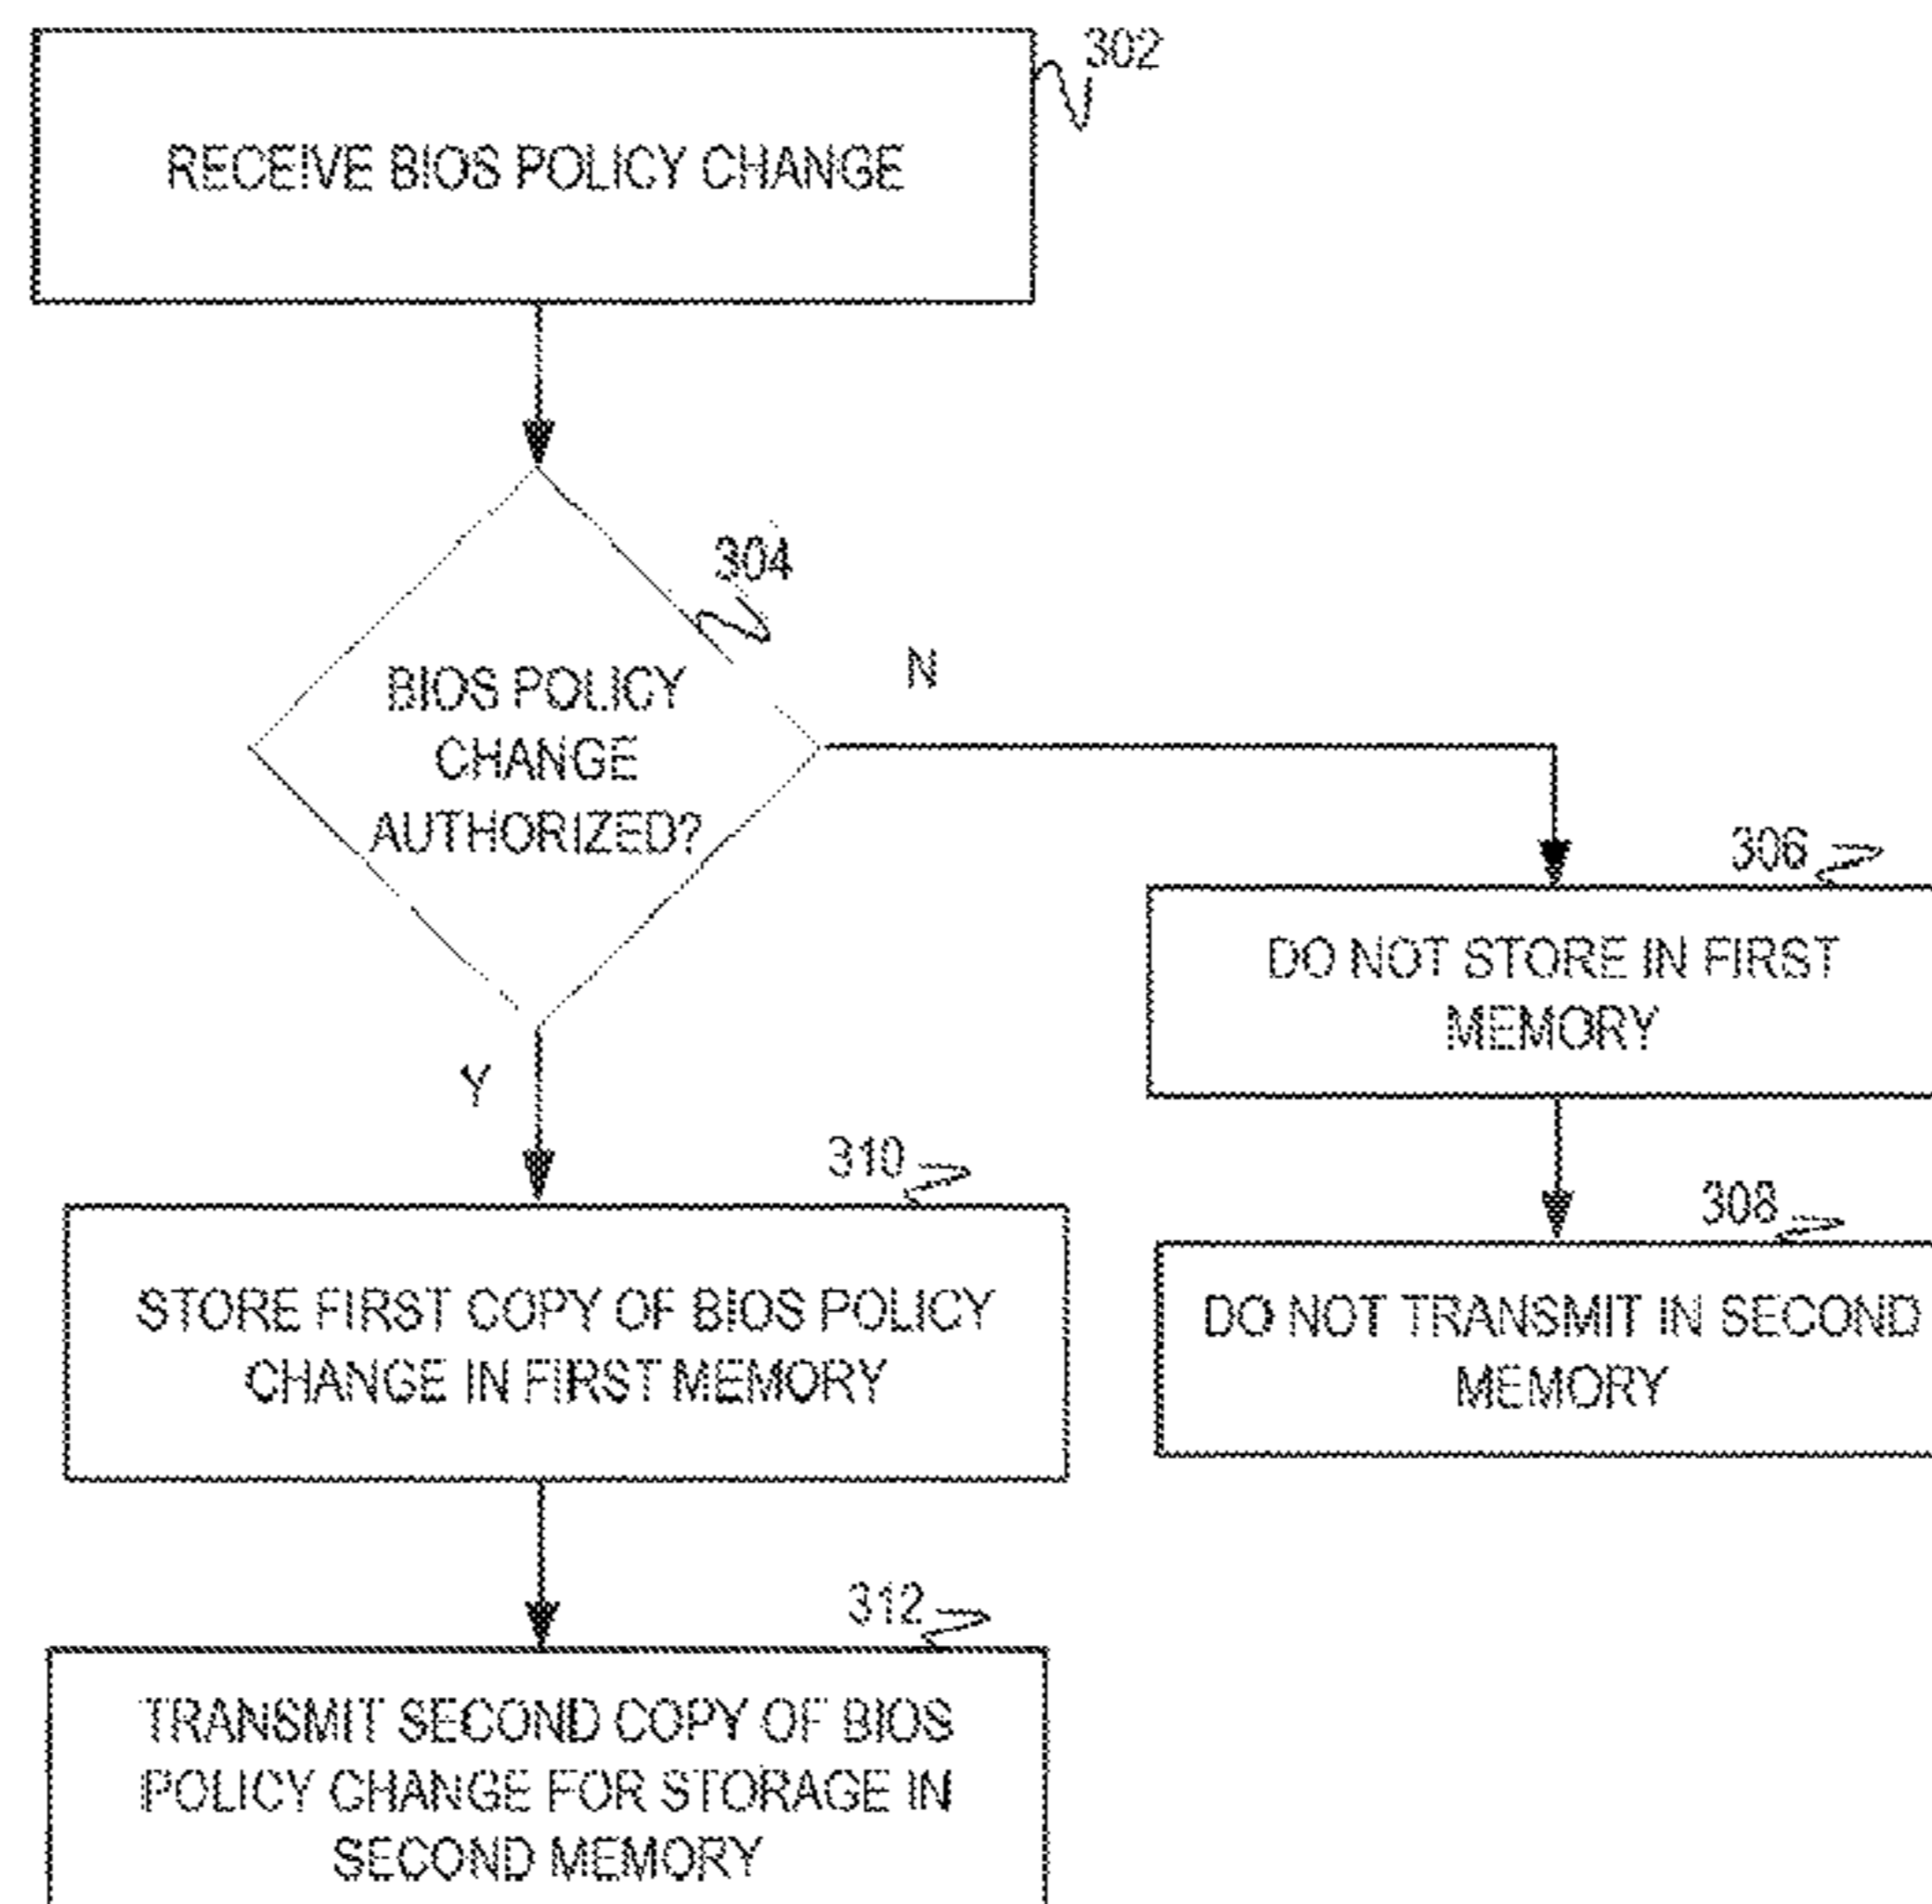 302
RECEIVE BIOS POLICY CHANGE
304
BIOS POLICY
CHANGE
AUTHORIZED?
N
Y
306
DO NOT STORE IN FIRST
MEMORY
308
DO NOT TRANSMIT IN SECOND
MEMORY
310
STORE FIRST COPY OF BIOS POLICY
CHANGE IN FIRST MEMORY
312
TRANSMIT SECOND COPY OF BIOS
POLICY CHANGE FOR STORAGE IN
SECOND MEMORY